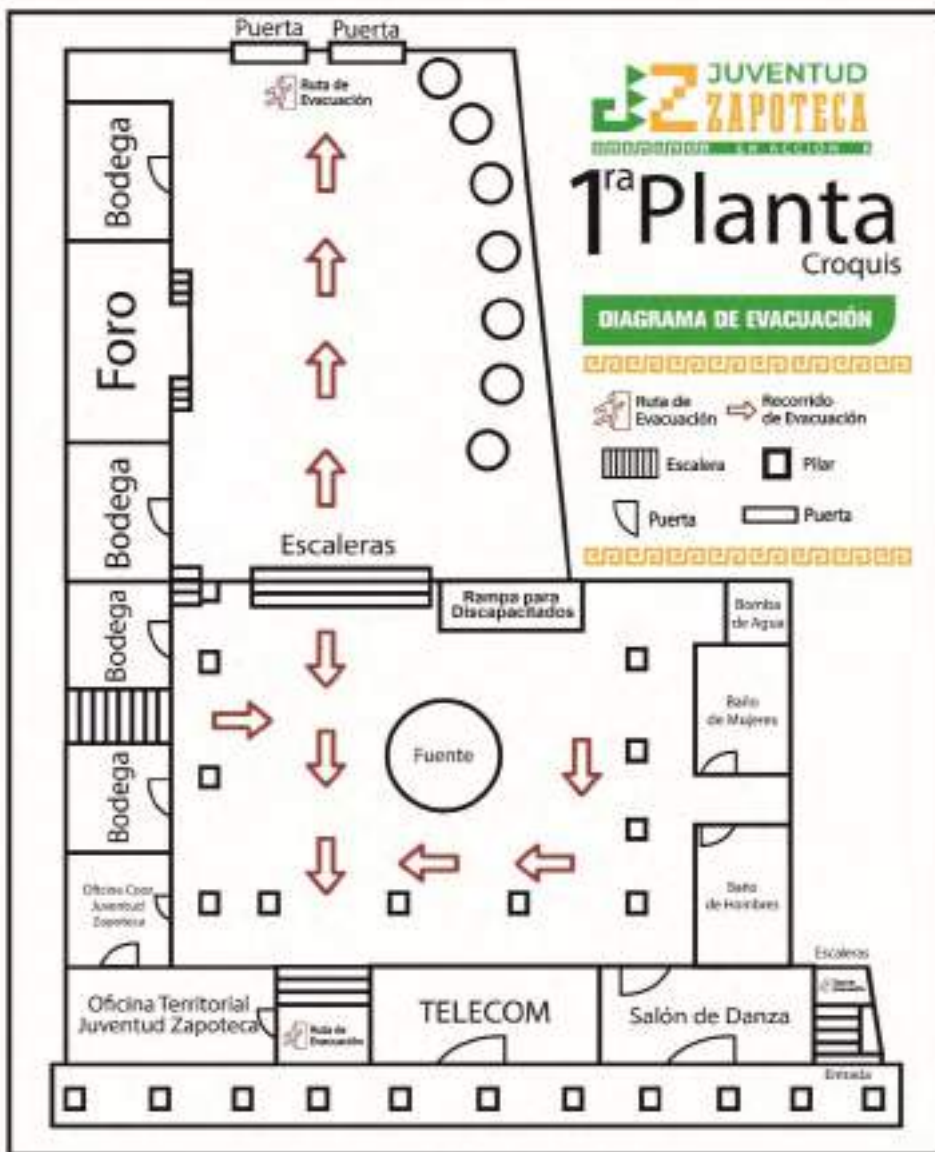 Puerta Puerta
Ruta de
Evacuación
JUVENTUD
ZAPOTECA
EN ACCIÓN
1ra Planta
Croquis
DIAGRAMA DE EVACUACIÓN
Ruta de
Evacuación
Recorrido
de Evacuación
Escalera
Pilar
Puerta
Puerta
Bodega
Foro
Bodega
Escaleras
Rampa para
Discapacitados
Bomba
de Agua
Bodega
Baño
de Mujeres
Fuente
Bodega
Baño
de Hombres
Oficina Coor
Juventud
Zapoteca
Escaleras
Oficina Territorial
Juventud Zapoteca
Ruta de
Evacuación
TELECOM
Salón de Danza
Entrada